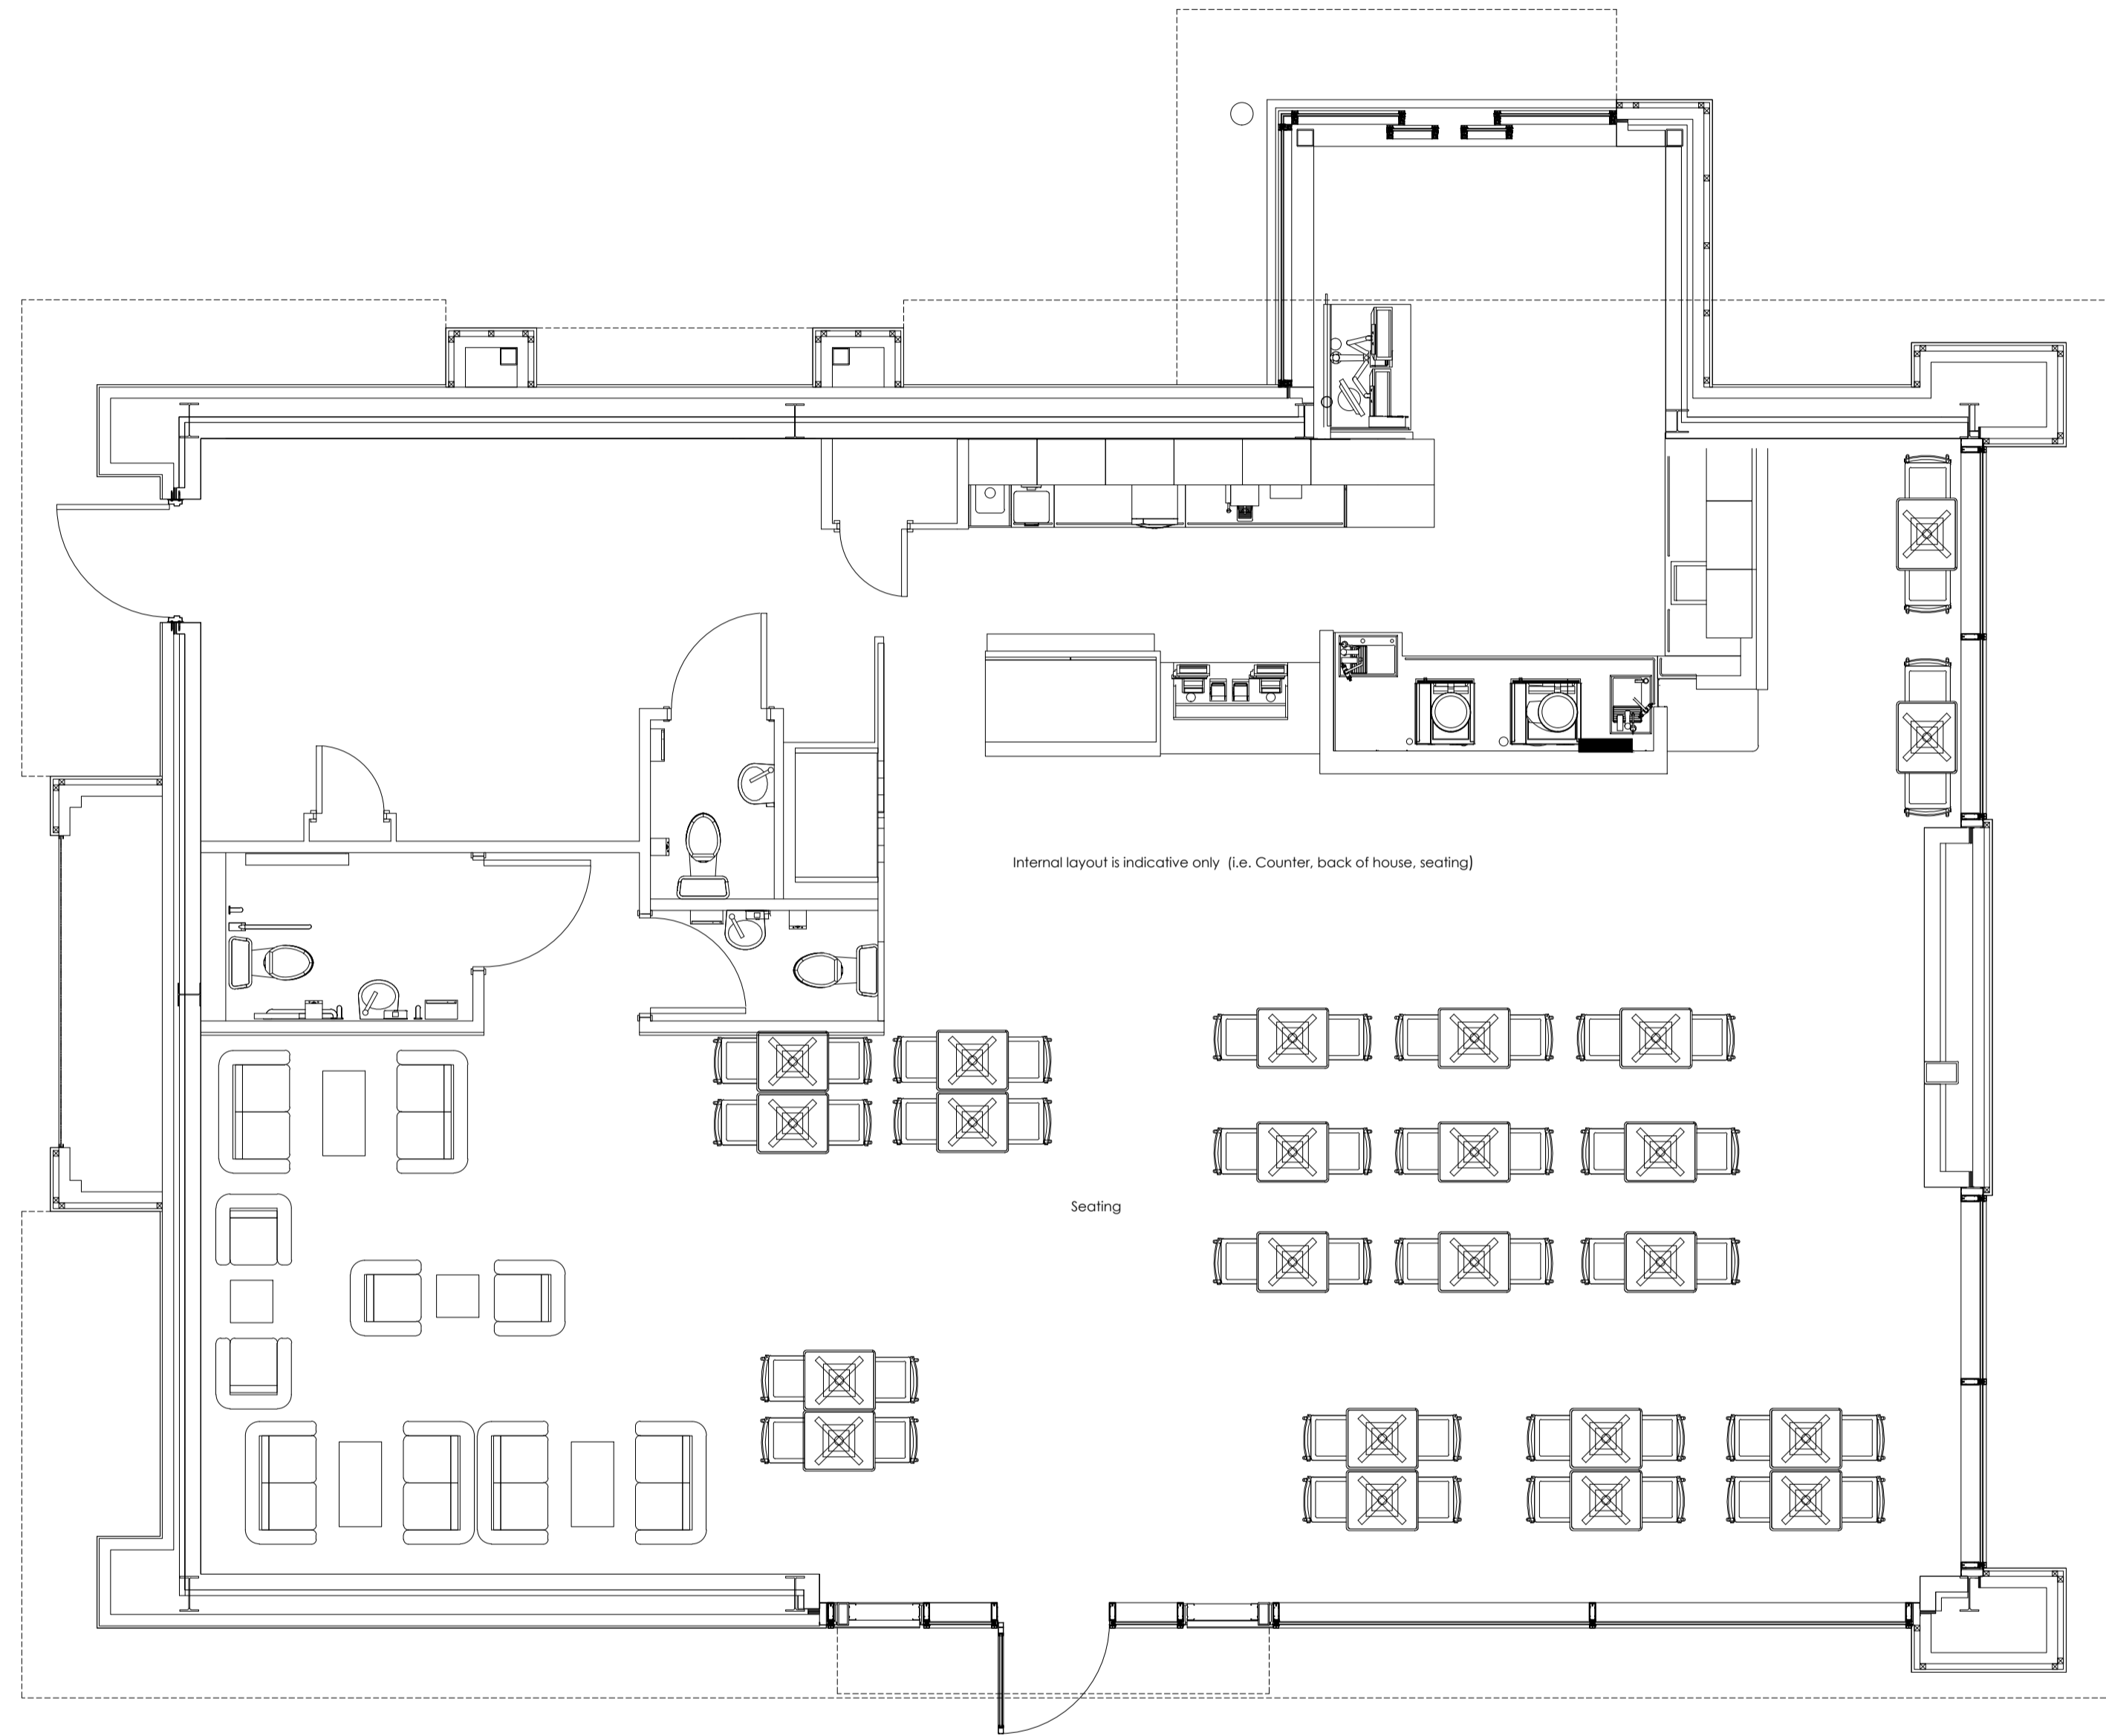 Internal layout is indicative only  (i.e. Counter, back of house, seating)
Seating